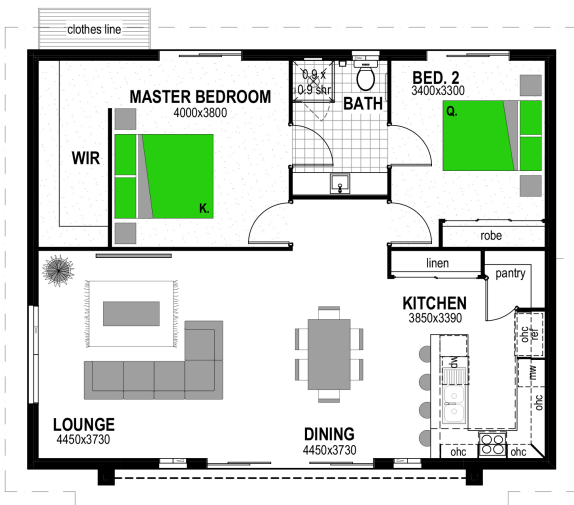 clothes line
0.9 x
0.9 shr
BED. 2
3400x3300
MASTER BEDROOM
4000x3800
BATH
Q.
WIR
K.
robe
linen
pantry
KITCHEN
3850x3390
ohc
ref
dw
mw
ohc
LOUNGE
4450x3730
DINING
4450x3730
ohc
ohc